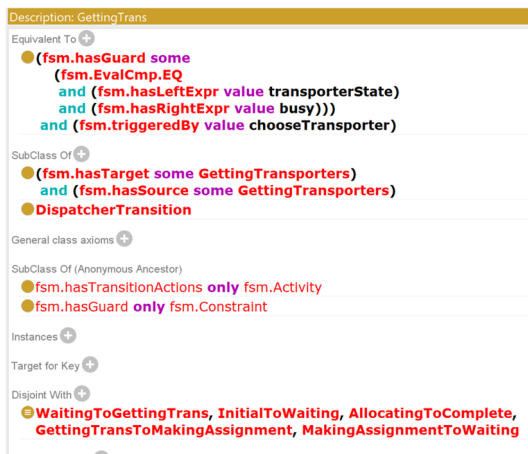 Description: GettingTrans
Equivalent To
(fsm.hasGuard some
(fsm.EvalCmp.EQ
and (fsm.hasLeftExpr value transporterState)
and (fsm.hasRightExpr value busy)))
and (fsm.triggeredBy value chooseTransporter)
SubClass Of
(fsm.hasTarget some GettingTransporters)
and (fsm.hasSource some GettingTransporters)
DispatcherTransition
General class axioms
SubClass Of (Anonymous Ancestor)
fsm.hasTransitionActions only fsm.Activity
fsm.hasGuard only fsm.Constraint
Instances
Target for Key
Disjoint With
WaitingToGettingTrans, InitialToWaiting, AllocatingToComplete,
GettingTransToMakingAssignment, MakingAssignmentToWaiting